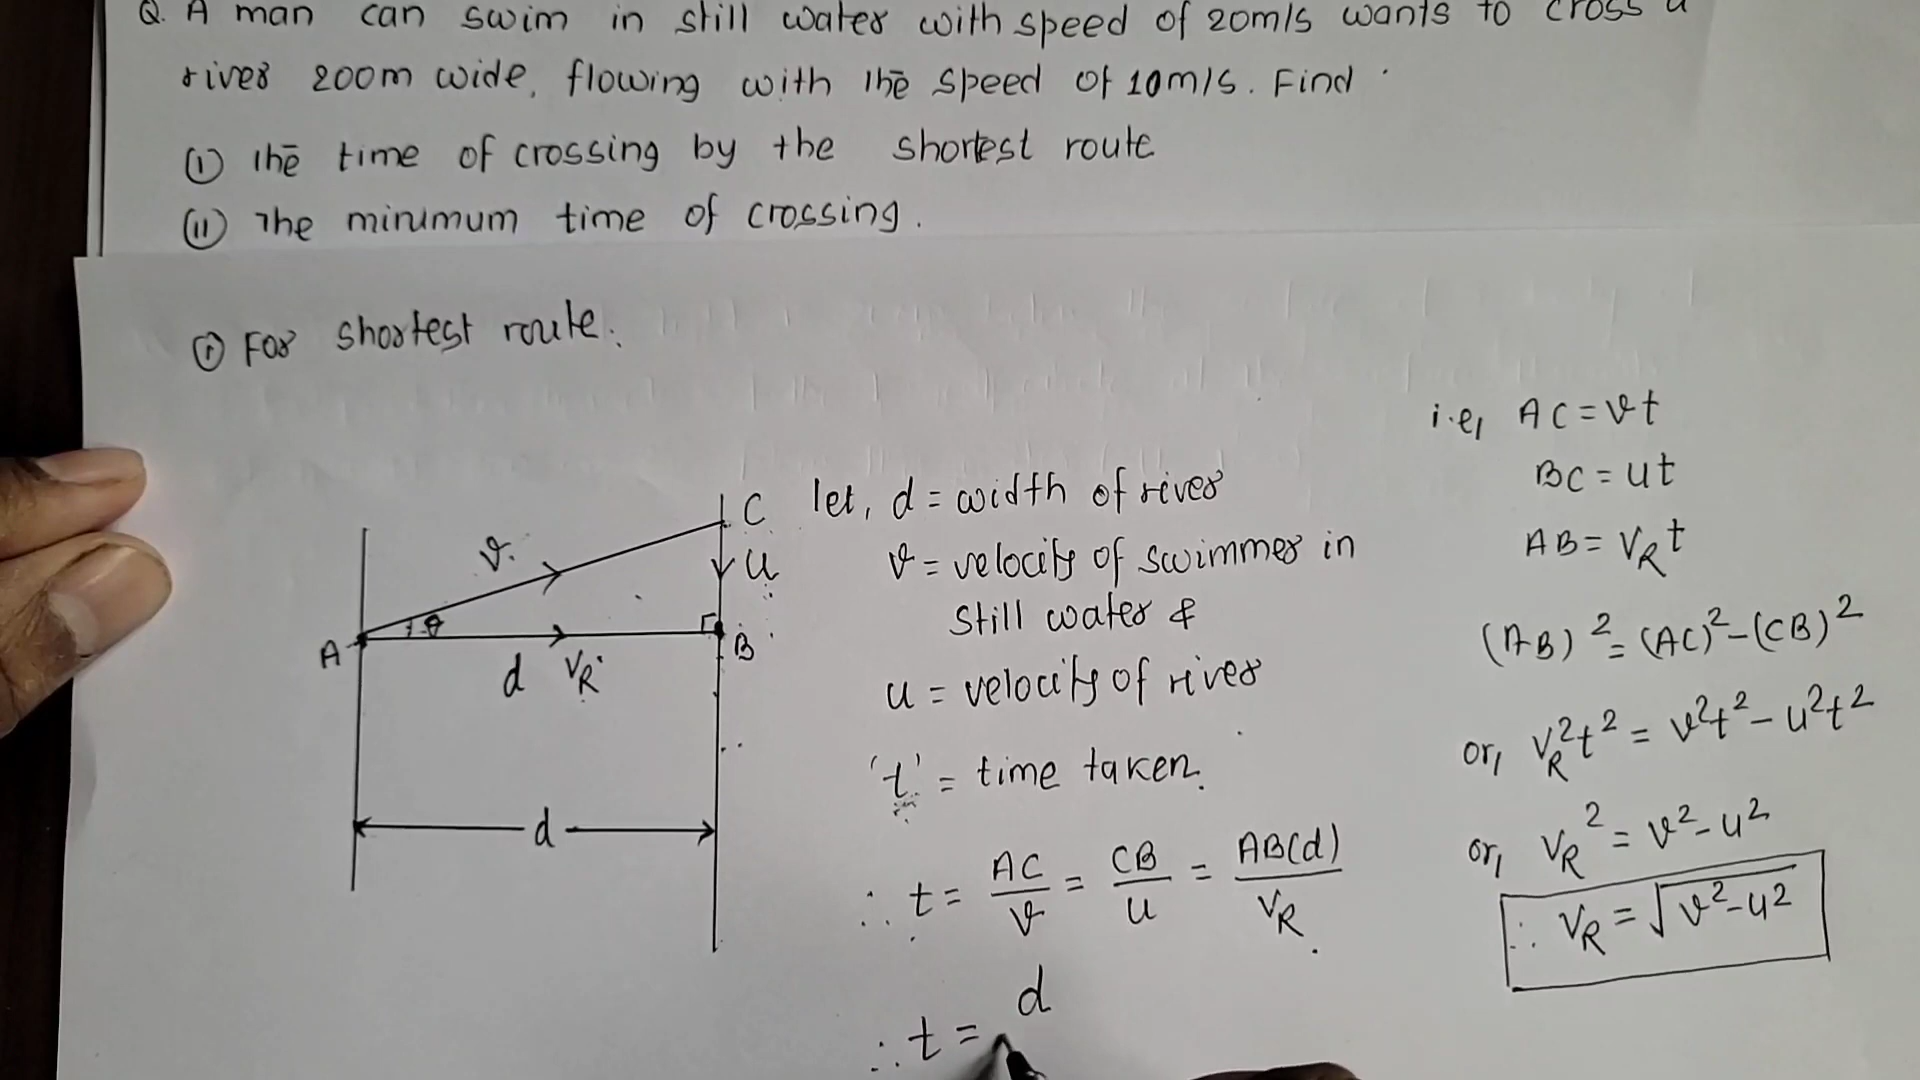 Q. A man can swim in still water with speed of 20m/s wants to cross a
river 200m wide, flowing with the speed of 10m/s. Find
(i) The time of crossing by the shortest route
(ii) The minimum time of crossing.
(i) For shortest route.
A
v
θ
d VR
C
u
B
d
let, d = width of river
v = velocity of swimmer in
still water &
u = velocity of river
't' = time taken.
∴ t = AC/v = CB/u = AB(d)/VR
∴ t = d
i.e, AC = vt
BC = ut
AB = VRt
(AB)² = (AC)² - (CB)²
or, VR²t² = v²t² - u²t²
or, VR² = v² - u²
∴ VR = √v²-u²